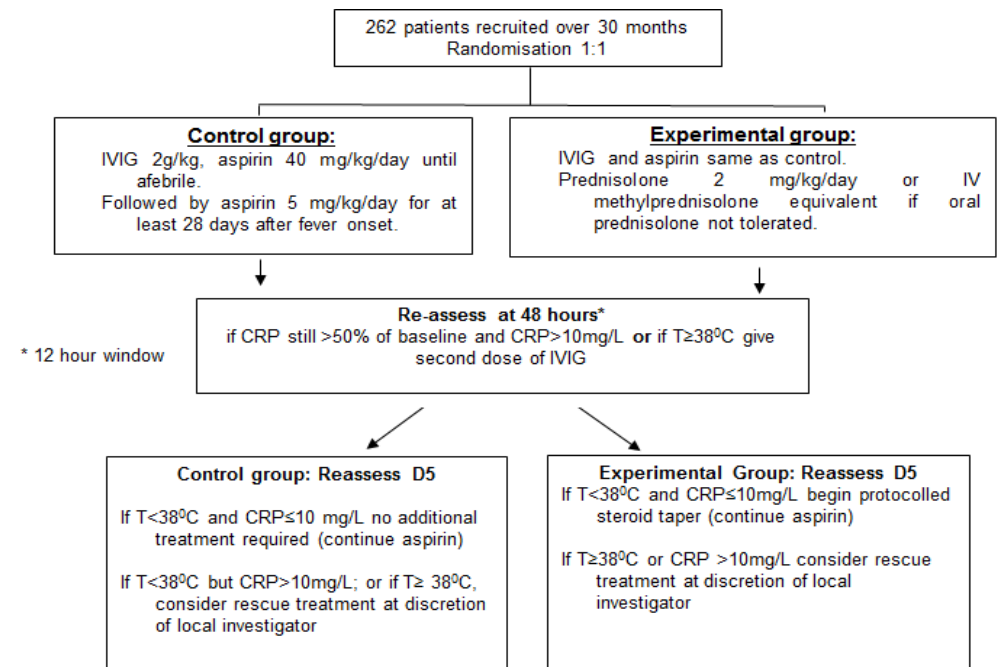 262 patients recruited over 30 months
Randomisation 1:1
Control group:
IVIG 2g/kg, aspirin 40 mg/kg/day until
afebrile.
Followed by aspirin 5 mg/kg/day for at
least 28 days after fever onset.
Experimental group:
IVIG and aspirin same as control.
Prednisolone 2 mg/kg/day or IV
methylprednisolone equivalent if oral
prednisolone not tolerated.
Re-assess at 48 hours*
if CRP still >50% of baseline and CRP>10mg/L or if T≥38⁰C give
second dose of IVIG
* 12 hour window
Control group: Reassess D5
If T<38⁰C and CRP≤10 mg/L no additional
treatment required (continue aspirin)
If T<38⁰C but CRP>10mg/L; or if T≥ 38⁰C,
consider rescue treatment at discretion
of local investigator
Experimental Group: Reassess D5
If T<38⁰C and CRP≤10mg/L begin protocolled
steroid taper (continue aspirin)
If T≥38⁰C or CRP >10mg/L consider rescue
treatment at discretion of local
investigator